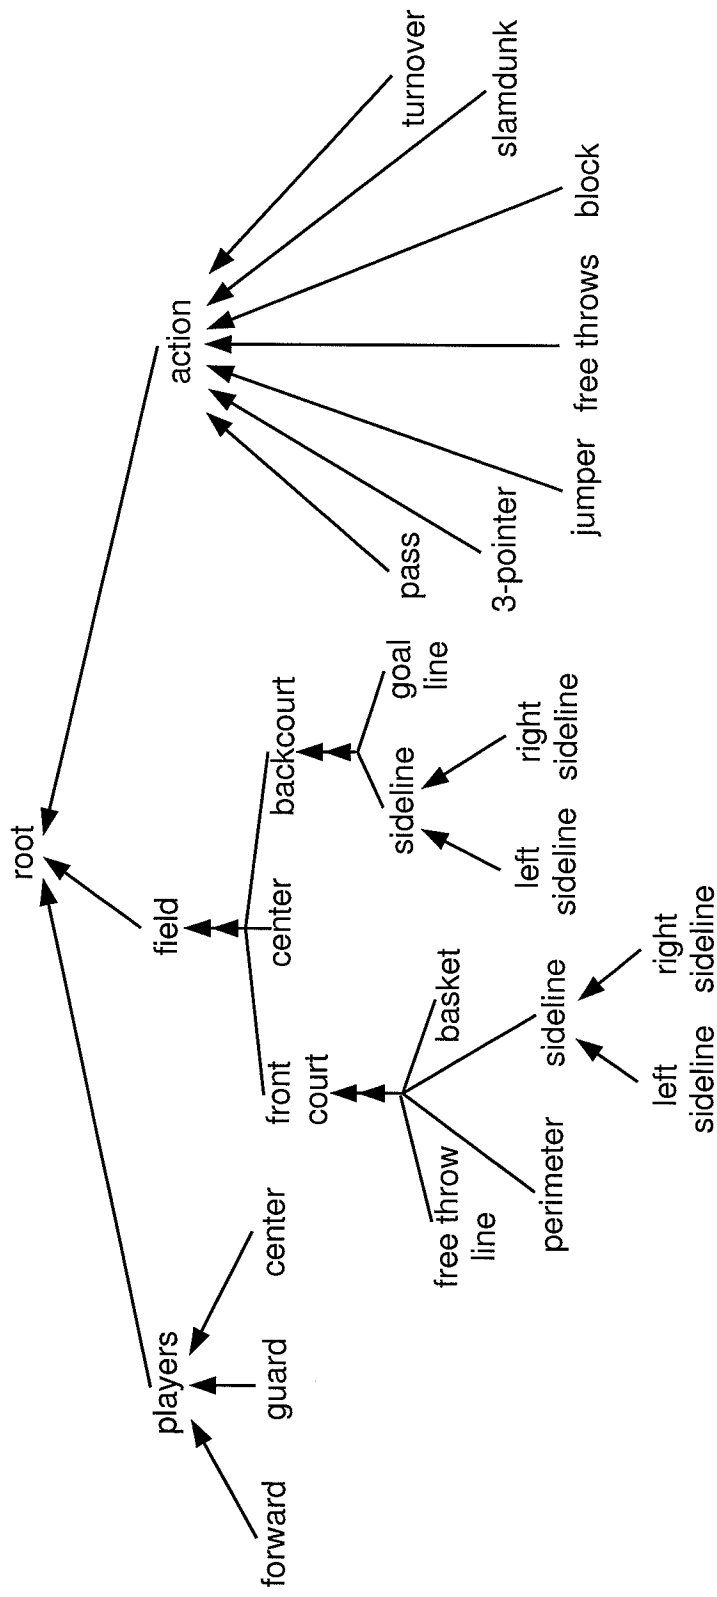 root
players
field
action
forward
guard
center
front
court
center
backcourt
free throw
line
perimeter
sideline
basket
left
sideline
right
sideline
sideline
goal
line
left
sideline
right
sideline
pass
3-pointer
jumper
free throws
block
slamdunk
turnover